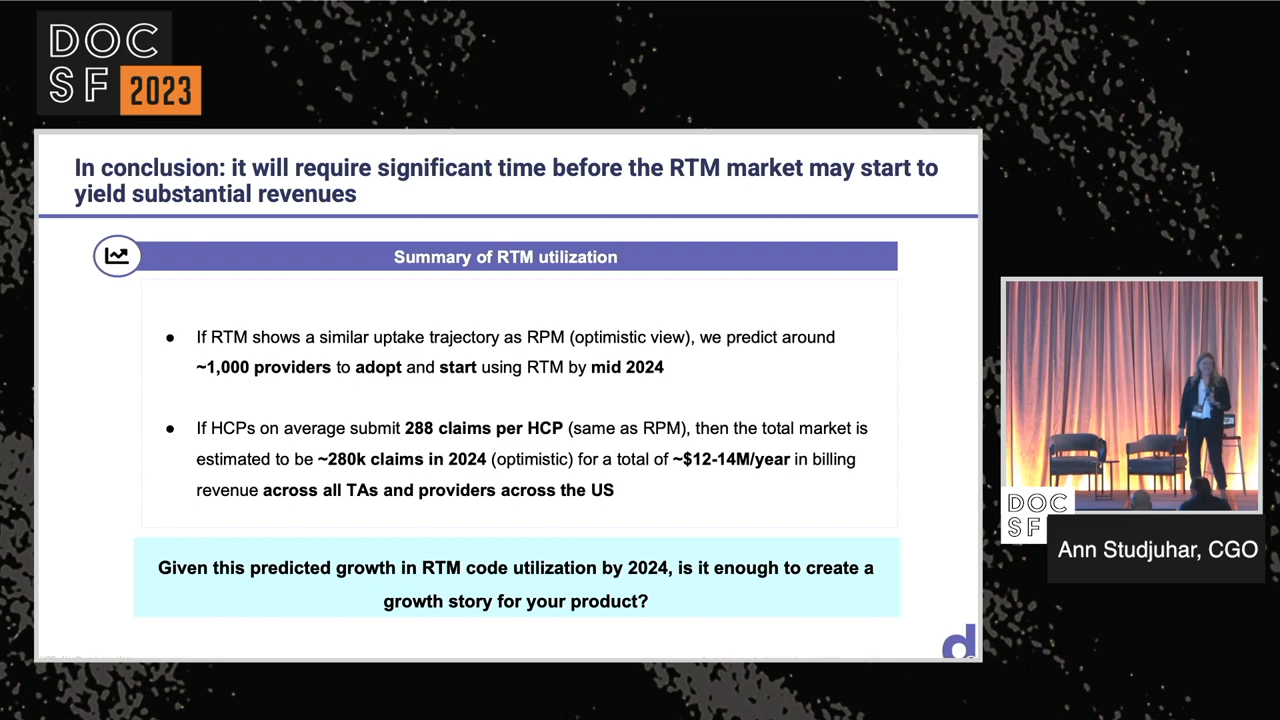 DOC
SF 2023
In conclusion: it will require significant time before the RTM market may start to
yield substantial revenues
Summary of RTM utilization
● If RTM shows a similar uptake trajectory as RPM (optimistic view), we predict around
~1,000 providers to adopt and start using RTM by mid 2024
● If HCPs on average submit 288 claims per HCP (same as RPM), then the total market is
estimated to be ~280k claims in 2024 (optimistic) for a total of ~$12-14M/year in billing
revenue across all TAs and providers across the US
Given this predicted growth in RTM code utilization by 2024, is it enough to create a
growth story for your product?
d
DOC
SF
Ann Studjuhar, CGO